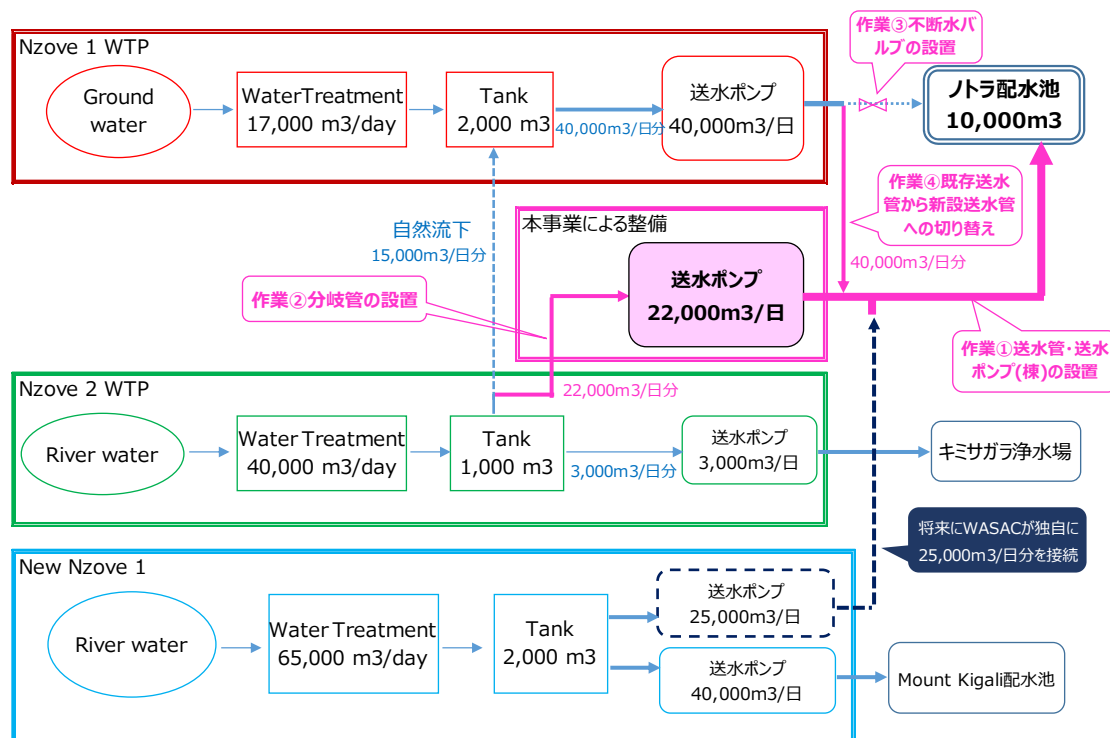 Nzove 1 WTP
Ground
water
WaterTreatment
17,000 m3/day
Tank
2,000 m3
40,000m3/日分
送水ポンプ
40,000m3/日
作業③不断水バ
ルブの設置
ノトラ配水池
10,000m3
作業④既存送水
管から新設送水管
への切り替え
40,000m3/日分
自然流下
15,000m3/日分
本事業による整備
送水ポンプ
22,000m3/日
作業②分岐管の設置
作業①送水管・送水
ポンプ(棟)の設置
22,000m3/日分
Nzove 2 WTP
River water
Water Treatment
40,000 m3/day
Tank
1,000 m3
3,000m3/日分
送水ポンプ
3,000m3/日
キミサガラ浄水場
将来にWASACが独自に
25,000m3/日分を接続
New Nzove 1
River water
Water Treatment
65,000 m3/day
Tank
2,000 m3
送水ポンプ
25,000m3/日
送水ポンプ
40,000m3/日
Mount Kigali配水池